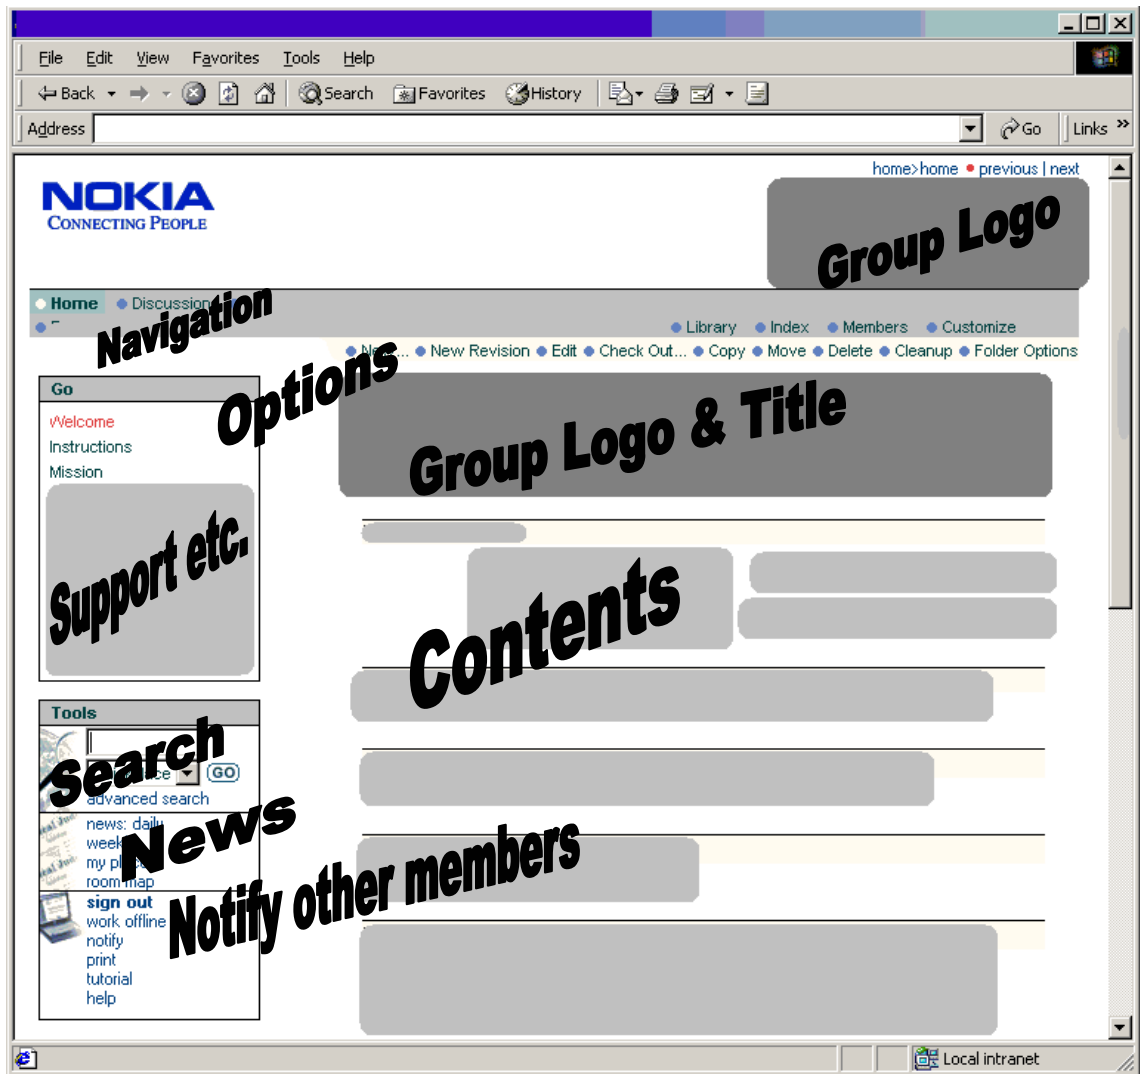 File Edit View Favorites Tools Help
Back Search Favorites History
Address Go Links »
home>home • previous | next
NOKIA
CONNECTING PEOPLE
Group Logo
Home Discussion
Navigation
Library Index Members Customize
New Revision Edit Check Out... Copy Move Delete Cleanup Folder Options
Options
Go
Welcome
Instructions
Mission
Support etc.
Group Logo & Title
Contents
Tools
Search
GO
advanced search
news: daily
News
my
room map
Notify other members
sign out
work offline
notify
print
tutorial
help
Local intranet